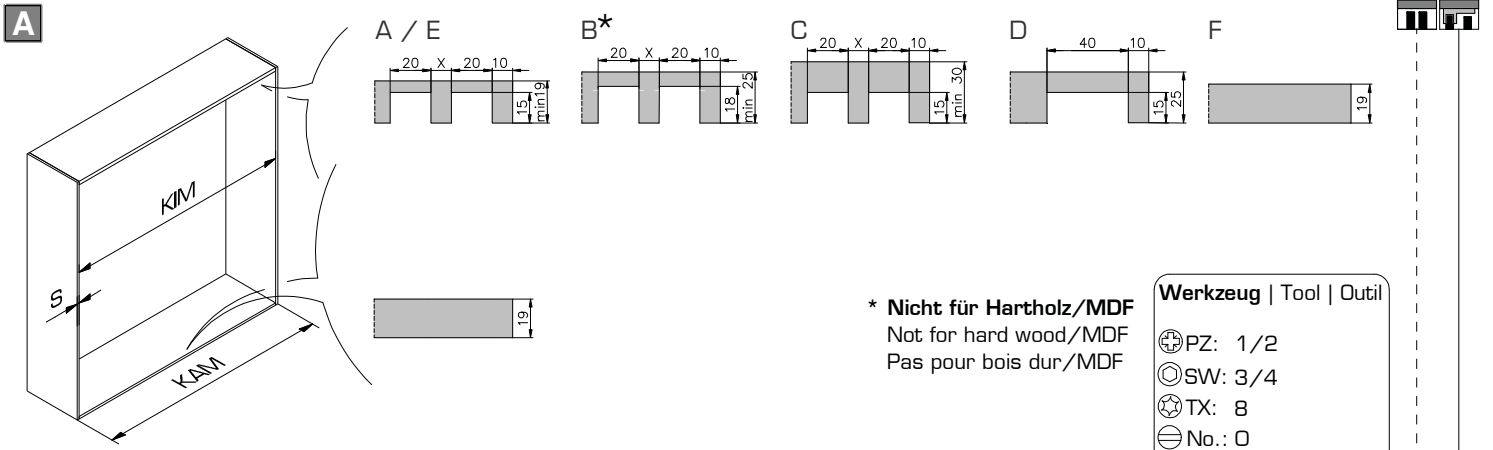 A
A / E
B*
C
D
F
20 X 20 10
15
min19
20 X 20 10
18
min 25
20 X 20 10
15
min 30
40 10
15
25
19
KIM
S
KAM
19
* Nicht für Hartholz/MDF
Not for hard wood/MDF
Pas pour bois dur/MDF
Werkzeug | Tool | Outil
PZ: 1/2
SW: 3/4
TX: 8
No.: 0